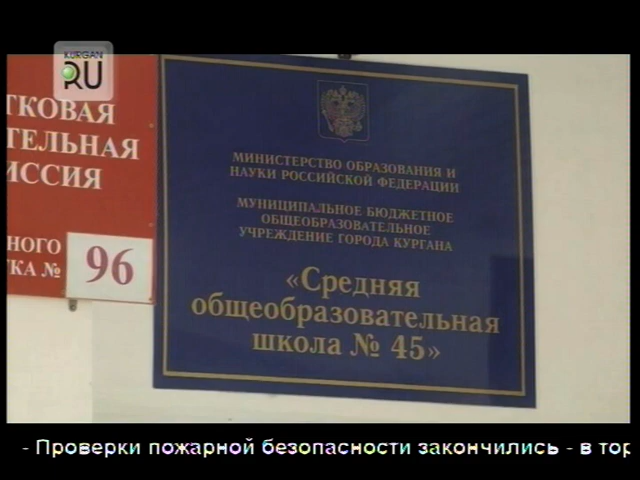 KURGAN
RU
ТКОВАЯ
ТЕЛЬНАЯ
ИССИЯ
НОГО
ТКА № 96
МИНИСТЕРСТВО ОБРАЗОВАНИЯ И
НАУКИ РОССИЙСКОЙ ФЕДЕРАЦИИ
МУНИЦИПАЛЬНОЕ БЮДЖЕТНОЕ
ОБЩЕОБРАЗОВАТЕЛЬНОЕ
УЧРЕЖДЕНИЕ ГОРОДА КУРГАНА
«Средняя
общеобразовательная
школа № 45»
- Проверки пожарной безопасности закончились - в тор